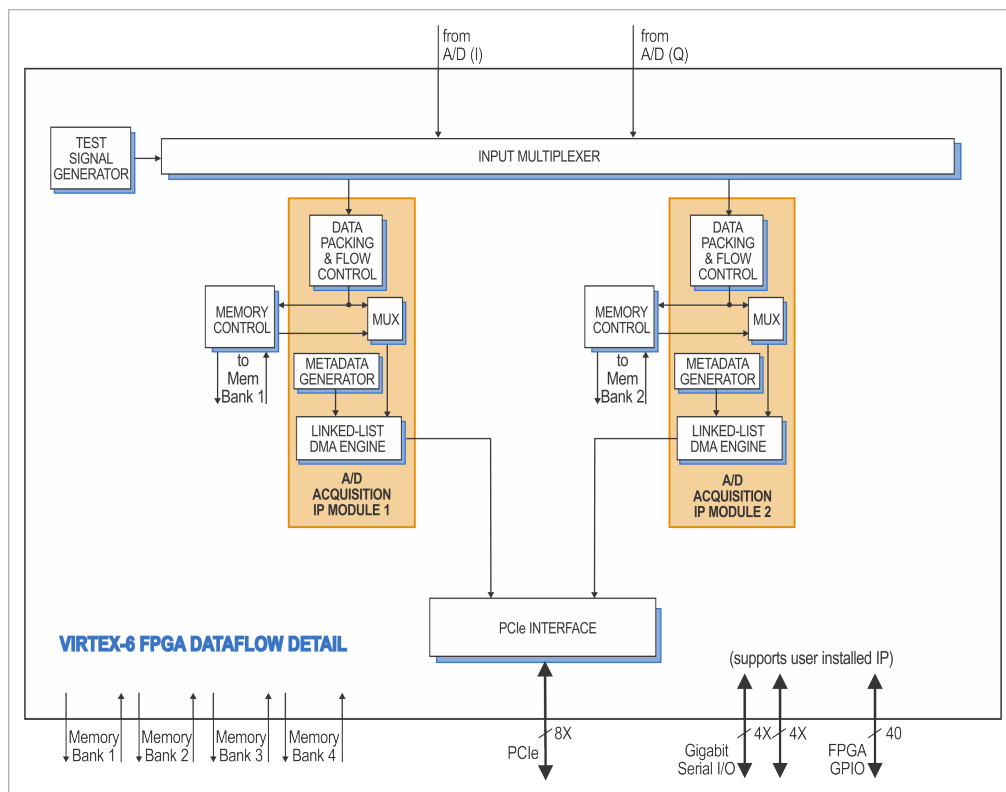 from
A/D (I)
from
A/D (Q)
TEST
SIGNAL
GENERATOR
INPUT MULTIPLEXER
DATA
PACKING
& FLOW
CONTROL
MEMORY
CONTROL
MUX
to
Mem
Bank 1
METADATA
GENERATOR
LINKED-LIST
DMA ENGINE
A/D
ACQUISITION
IP MODULE 1
DATA
PACKING
& FLOW
CONTROL
MEMORY
CONTROL
MUX
to
Mem
Bank 2
METADATA
GENERATOR
LINKED-LIST
DMA ENGINE
A/D
ACQUISITION
IP MODULE 2
PCIe INTERFACE
VIRTEX-6 FPGA DATAFLOW DETAIL
(supports user installed IP)
Memory
Bank 1
Memory
Bank 2
Memory
Bank 3
Memory
Bank 4
8X
PCIe
Gigabit
Serial I/O
4X
4X
FPGA
GPIO
40